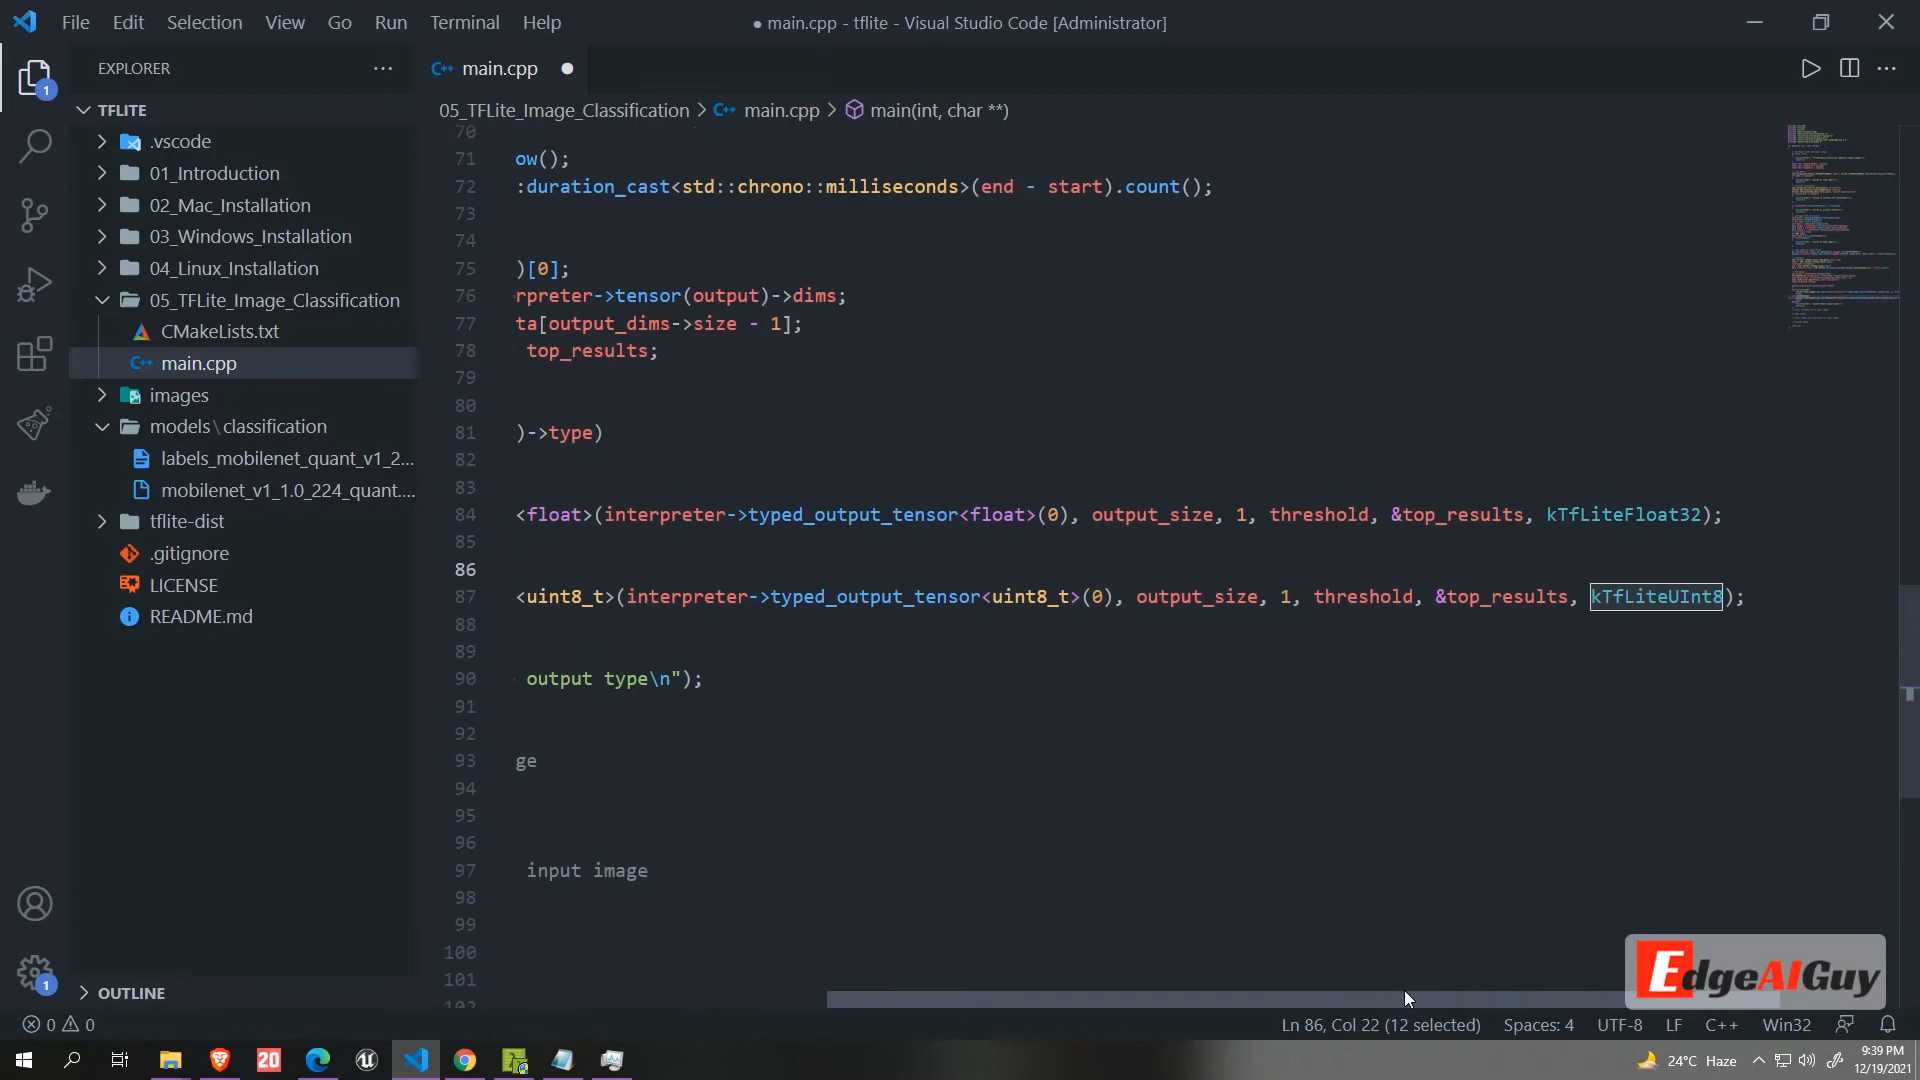 File Edit Selection View Go Run Terminal Help
● main.cpp - tflite - Visual Studio Code [Administrator]
EXPLORER
main.cpp
TFLITE
.vscode
01_Introduction
02_Mac_Installation
03_Windows_Installation
04_Linux_Installation
05_TFLite_Image_Classification
CMakeLists.txt
main.cpp
images
models\classification
labels_mobilenet_quant_v1_2...
mobilenet_v1_1.0_224_quant....
tflite-dist
.gitignore
LICENSE
README.md
OUTLINE
05_TFLite_Image_Classification > main.cpp > main(int, char **)
70
71 ow();
72 :duration_cast<std::chrono::milliseconds>(end - start).count();
73
74
75 )[0];
76 rpreter->tensor(output)->dims;
77 ta[output_dims->size - 1];
78 top_results;
79
80
81 )->type)
82
83
84 <float>(interpreter->typed_output_tensor<float>(0), output_size, 1, threshold, &top_results, kTfLiteFloat32);
85
86
87 <uint8_t>(interpreter->typed_output_tensor<uint8_t>(0), output_size, 1, threshold, &top_results, kTfLiteUInt8);
88
89
90 output type\n");
91
92
93 ge
94
95
96
97 input image
98
99
100
101
102
EdgeAIGuy
0 0
Ln 86, Col 22 (12 selected) Spaces: 4 UTF-8 LF C++ Win32
1
1
20
24°C Haze
9:39 PM
12/19/2021